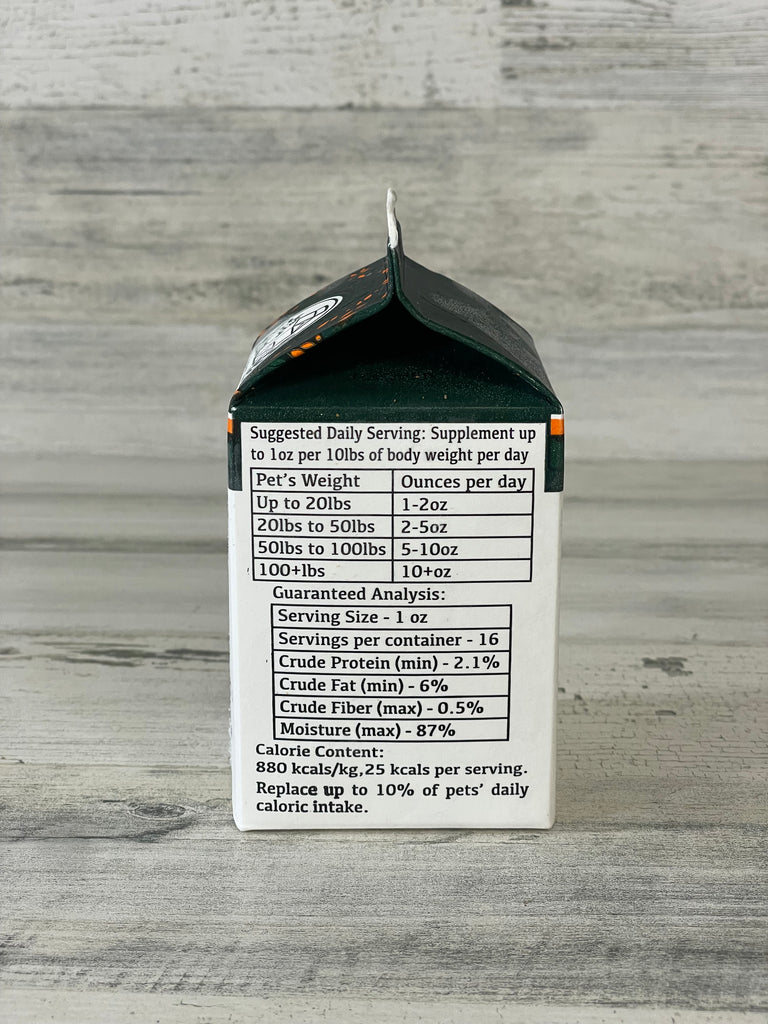 Suggested Daily Serving: Supplement up
to 1oz per 10lbs of body weight per day
Pet's Weight Ounces per day
Up to 20lbs 1-2oz
20lbs to 50lbs 2-5oz
50lbs to 100lbs 5-10oz
100+lbs 10+oz
Guaranteed Analysis:
Serving Size - 1 oz
Servings per container - 16
Crude Protein (min) - 2.1%
Crude Fat (min) - 6%
Crude Fiber (max) - 0.5%
Moisture (max) - 87%
Calorie Content:
880 kcals/kg,25 kcals per serving.
Replace up to 10% of pets' daily
caloric intake.